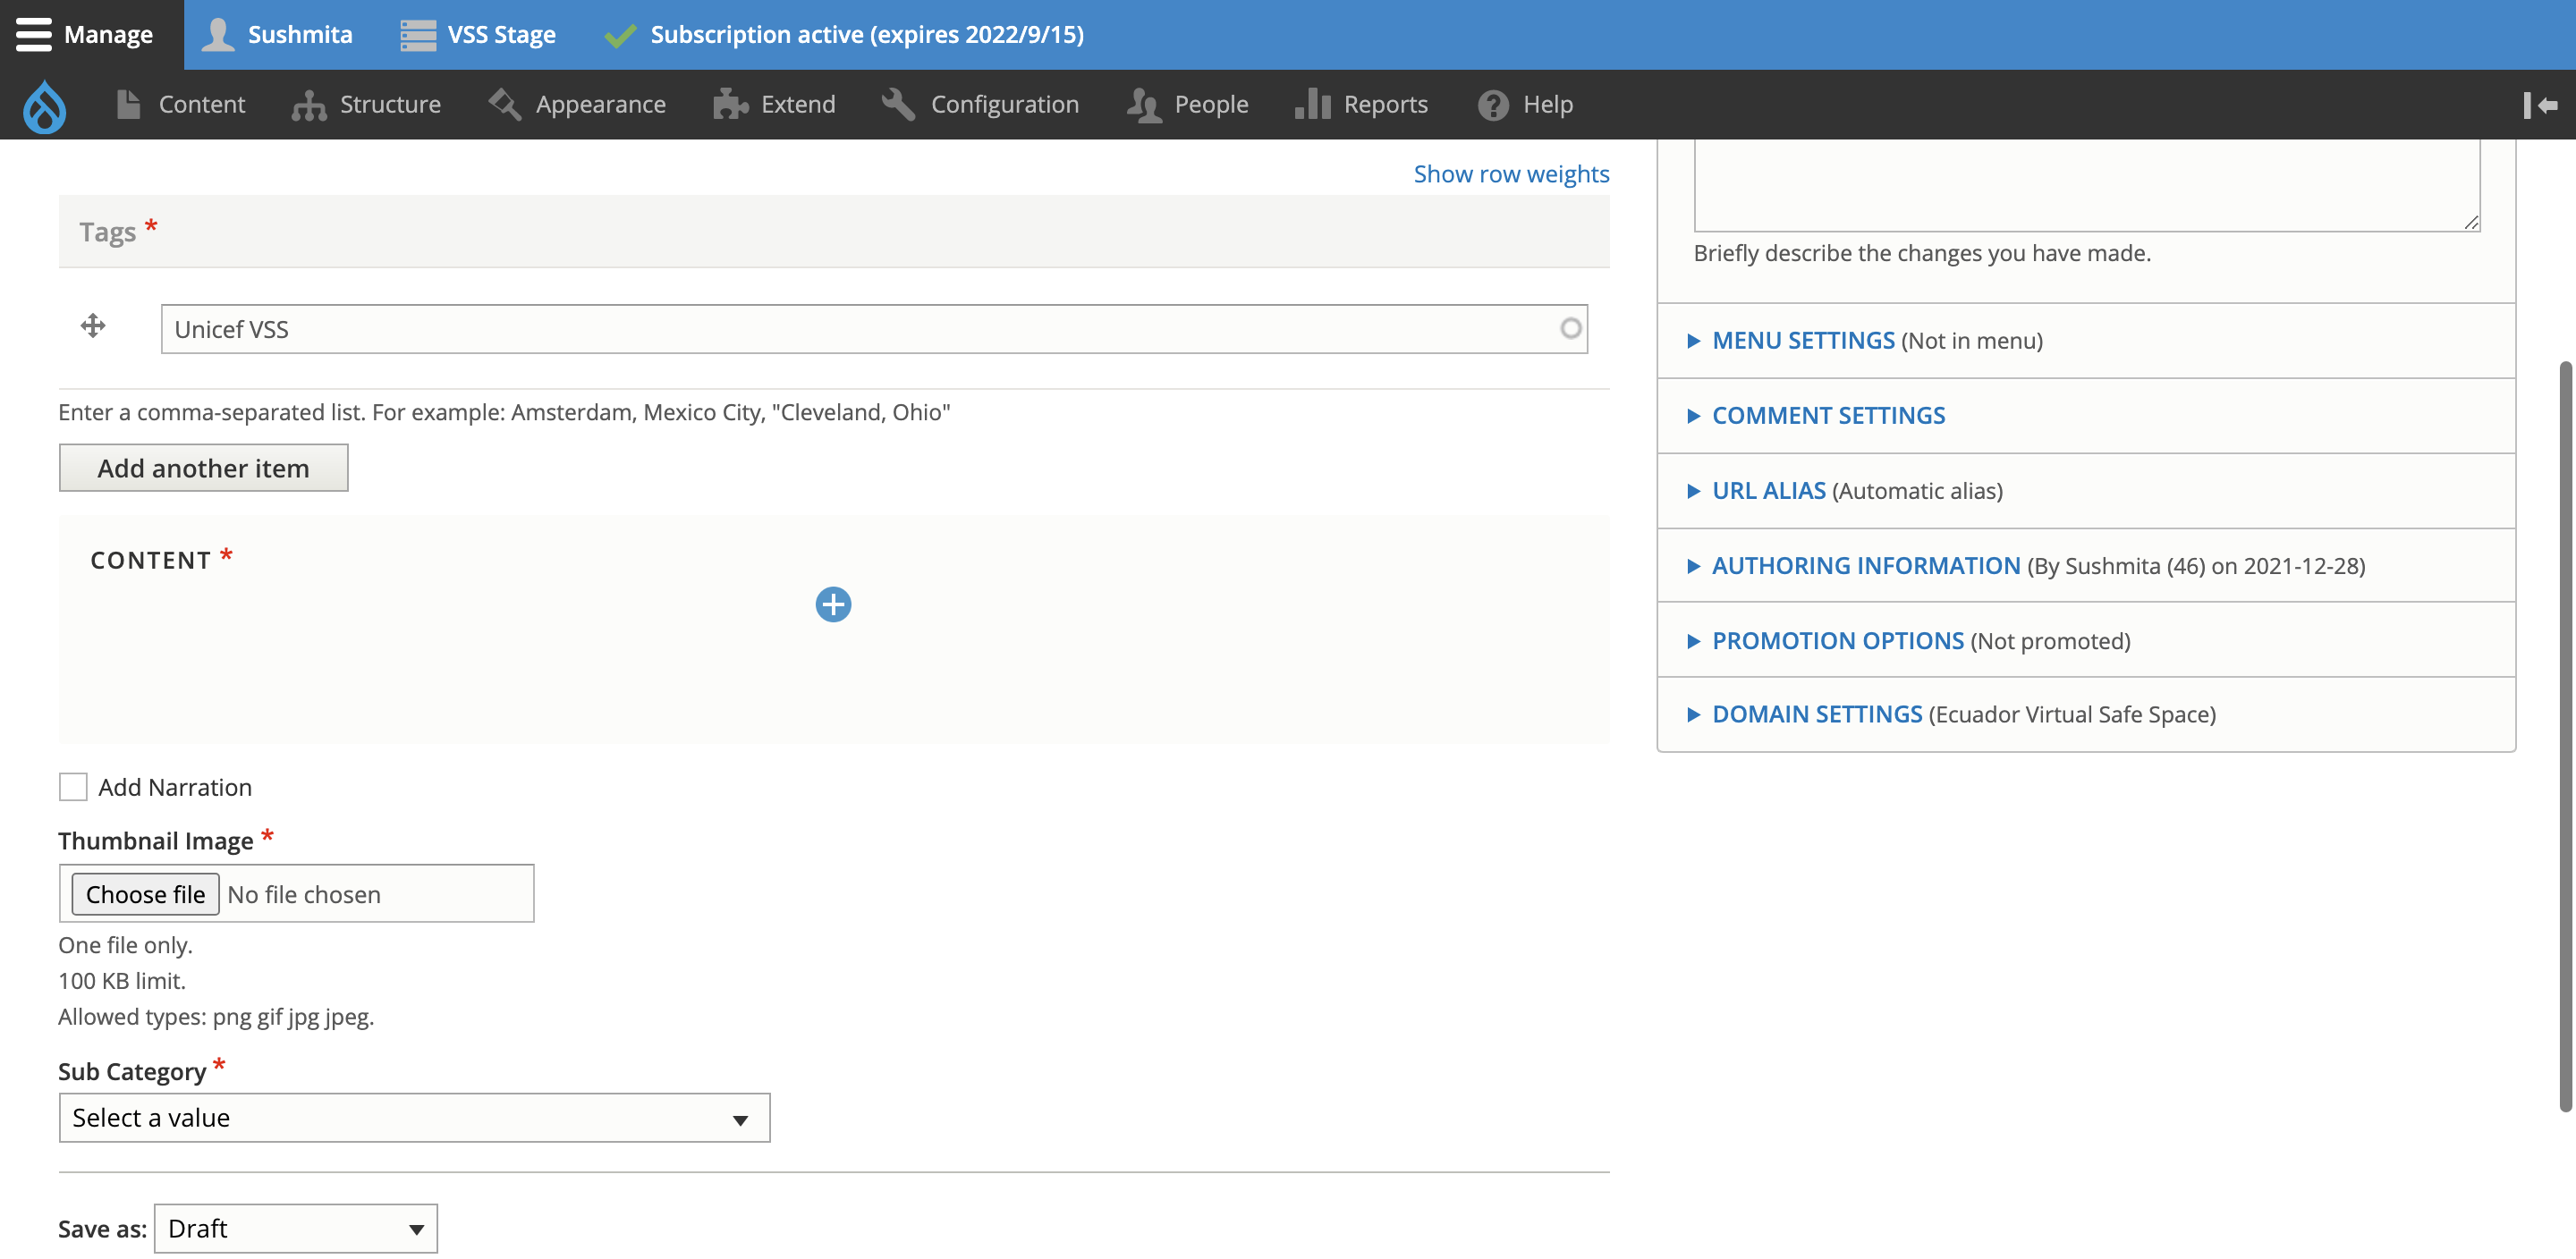 Manage Sushmita VSS Stage Subscription active (expires 2022/9/15)
Content Structure Appearance Extend Configuration People Reports Help
Show row weights
Tags *
Unicef VSS
Enter a comma-separated list. For example: Amsterdam, Mexico City, "Cleveland, Ohio"
Add another item
CONTENT *
Add Narration
Thumbnail Image *
Choose file No file chosen
One file only.
100 KB limit.
Allowed types: png gif jpg jpeg.
Sub Category *
Select a value
Save as: Draft
Briefly describe the changes you have made.
MENU SETTINGS (Not in menu)
COMMENT SETTINGS
URL ALIAS (Automatic alias)
AUTHORING INFORMATION (By Sushmita (46) on 2021-12-28)
PROMOTION OPTIONS (Not promoted)
DOMAIN SETTINGS (Ecuador Virtual Safe Space)